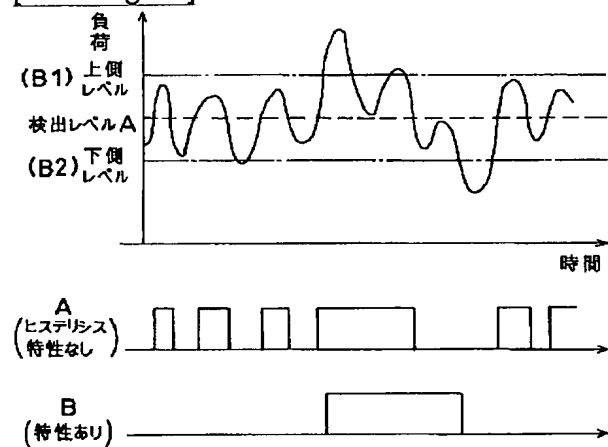 負
荷
(B1) 上側
レベル
検出レベルA
(B2) 下側
レベル
時間
A
(ヒステリシス
特性なし)
B
(特性あり)